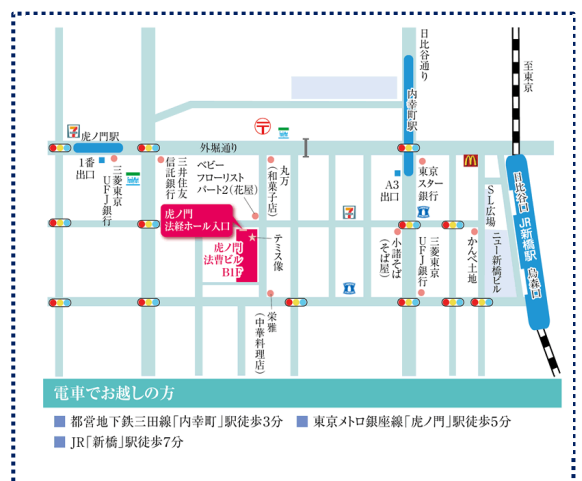 日比谷通り
至東京
内幸町駅
虎ノ門駅
外堀通り
1番
出口
三菱東京
UFJ銀行
三井住友
信託銀行
ベビー
フローリスト
パート2(花屋)
丸万
(和菓子店)
A3
出口
東京
スター
銀行
日比谷口
JR新橋駅
烏森口
SL広場
ニュー新橋ビル
虎ノ門
法経ホール入口
虎ノ門
法曹ビル
B1F
テミス像
小諸そば
(そば屋)
三菱東京
UFJ銀行
かんべ土地
栄雅
(中華料理店)
電車でお越しの方
都営地下鉄三田線「内幸町」駅徒歩3分
東京メトロ銀座線「虎ノ門」駅徒歩5分
JR「新橋」駅徒歩7分